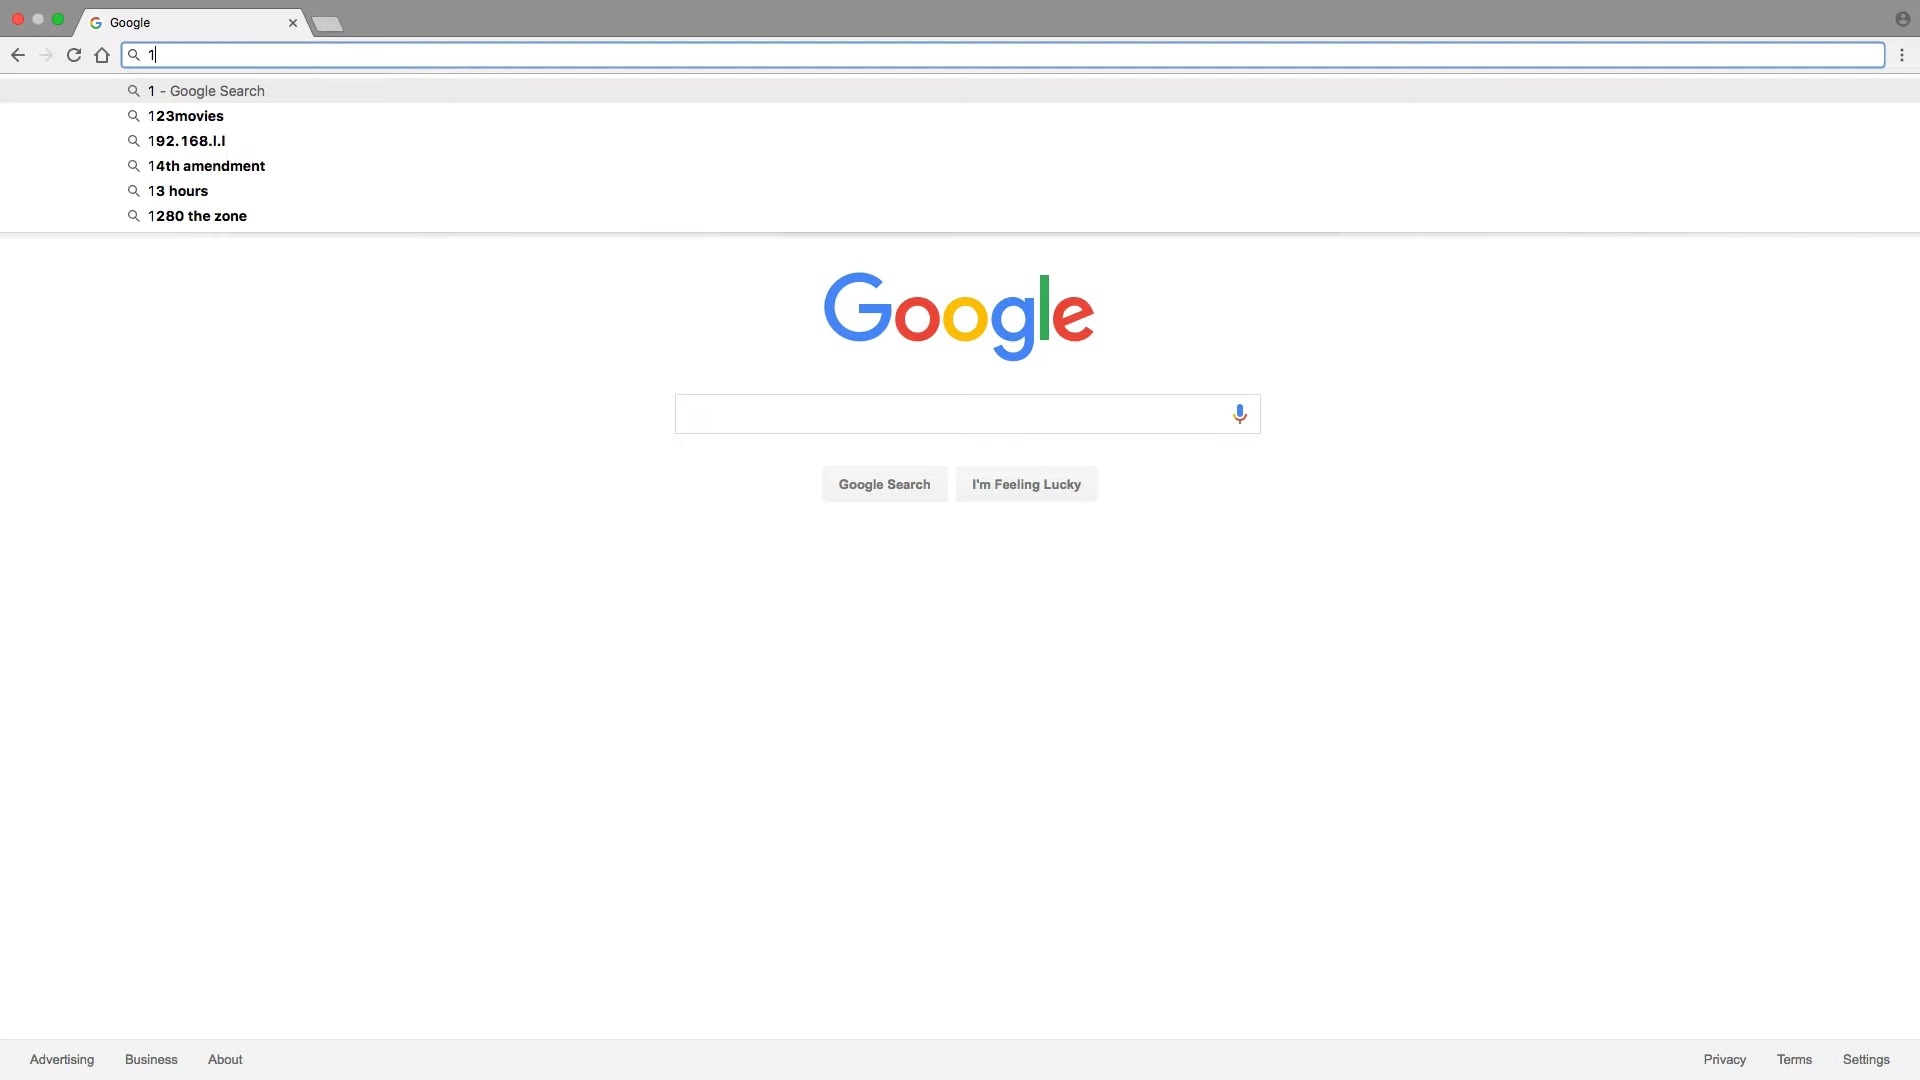 Google
1
1 - Google Search
123movies
192.168.l.l
14th amendment
13 hours
1280 the zone
Google
Google Search I'm Feeling Lucky
Advertising Business About Privacy Terms Settings